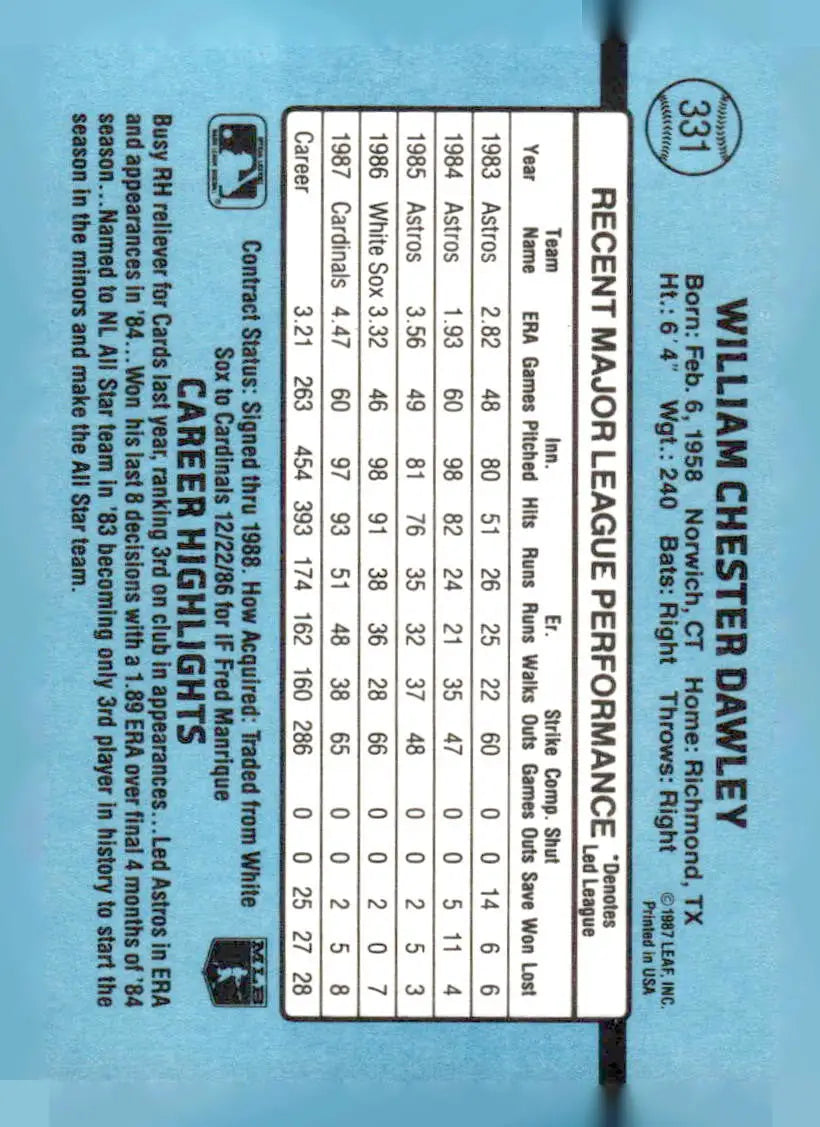 331
WILLIAM CHESTER DAWLEY
Born: Feb. 6, 1958 Norwich, CT Home: Richmond, TX
Ht.: 6'4" Wgt.: 240 Bats: Right Throws: Right
©1987 LEAF, INC.
Printed in USA
RECENT MAJOR LEAGUE PERFORMANCE
*Denotes
Led League
Team Inn. Er. Strike Comp. Shut
Year Name ERA Games Pitched Hits Runs Runs Walks Outs Games Outs Save Won Lost
1983 Astros 2.82 48 80 51 26 25 22 60 0 0 14 6 6
1984 Astros 1.93 60 98 82 24 21 35 47 0 0 5 11 4
1985 Astros 3.56 49 81 76 35 32 37 48 0 0 2 5 3
1986 White Sox 3.32 46 98 91 38 36 28 66 0 0 2 0 7
1987 Cardinals 4.47 60 97 93 51 48 38 65 0 0 2 5 8
Career 3.21 263 454 393 174 162 160 286 0 0 25 27 28
Contract Status: Signed thru 1988. How Acquired: Traded from White
Sox to Cardinals 12/22/86 for IF Fred Manrique
MLB
CAREER HIGHLIGHTS
Busy RH reliever for Cards last year, ranking 3rd on club in appearances...Led Astros in ERA
and appearances in '84...Won his last 8 decisions with a 1.89 ERA over final 4 months of '84
season...Named to NL All Star team in '83 becoming only 3rd player in history to start the
season in the minors and make the All Star team.